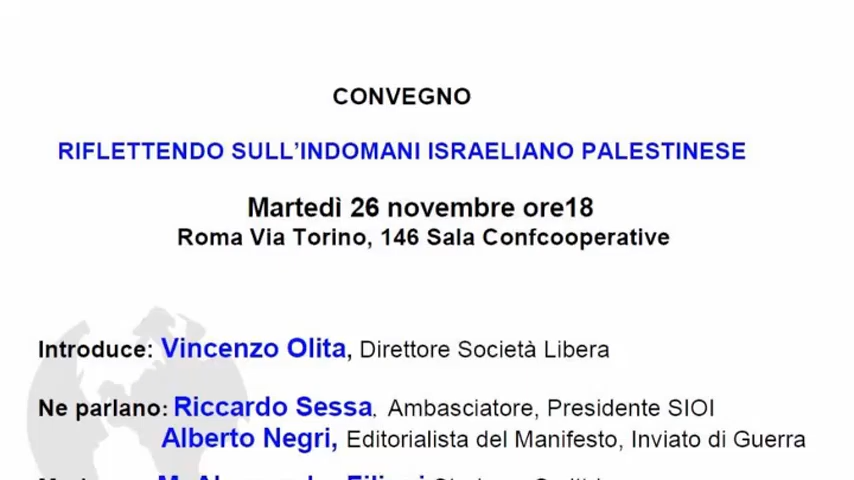 CONVEGNO
RIFLETTENDO SULL’INDOMANI ISRAELIANO PALESTINESE
Martedì 26 novembre ore18
Roma Via Torino, 146 Sala Confcooperative
Introduce: Vincenzo Olita, Direttore Società Libera
Ne parlano: Riccardo Sessa, Ambasciatore, Presidente SIOI
Alberto Negri, Editorialista del Manifesto, Inviato di Guerra